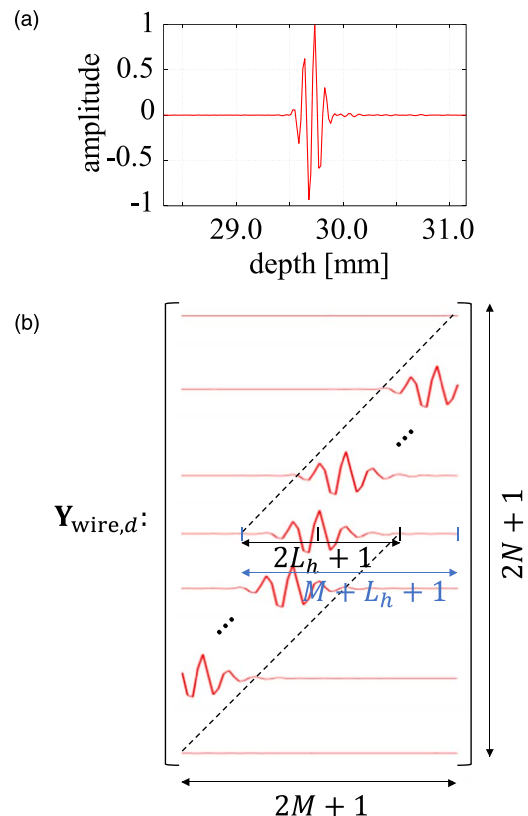 (a)
1
0.5
0
-0.5
-1
amplitude
29.0 30.0 31.0
depth [mm]
(b)
𝐘wire,d:
2L_h + 1
M + L_h + 1
2N + 1
2M + 1